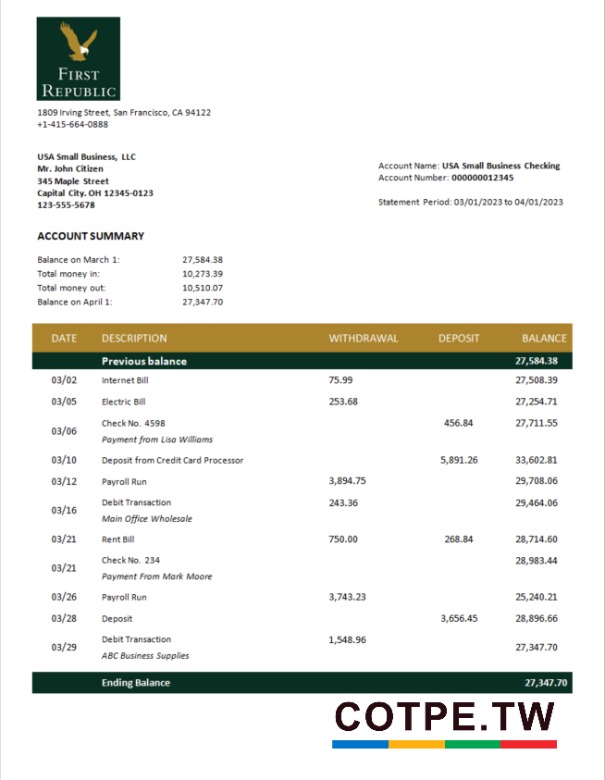 FIRST
REPUBLIC
1809 Irving Street, San Francisco, CA 94122
+1-415-664-0888
USA Small Business, LLC
Mr. John Citizen
345 Maple Street
Capital City. OH 12345-0123
123-555-5678
Account Name: USA Small Business Checking
Account Number: 000000012345
Statement Period: 03/01/2023 to 04/01/2023
ACCOUNT SUMMARY
Balance on March 1: 27,584.38
Total money in: 10,273.39
Total money out: 10,510.07
Balance on April 1: 27,347.70
DATE DESCRIPTION WITHDRAWAL DEPOSIT BALANCE
Previous balance 27,584.38
03/02 Internet Bill 75.99 27,508.39
03/05 Electric Bill 253.68 27,254.71
03/06 Check No. 4598 456.84 27,711.55
Payment from Lisa Williams
03/10 Deposit from Credit Card Processor 5,891.26 33,602.81
03/12 Payroll Run 3,894.75 29,708.06
03/16 Debit Transaction 243.36 29,464.06
Main Office Wholesale
03/21 Rent Bill 750.00 268.84 28,714.60
03/21 Check No. 234 28,983.44
Payment From Mark Moore
03/26 Payroll Run 3,743.23 25,240.21
03/28 Deposit 3,656.45 28,896.66
03/29 Debit Transaction 1,548.96 27,347.70
ABC Business Supplies
Ending Balance 27,347.70
COTPE.TW